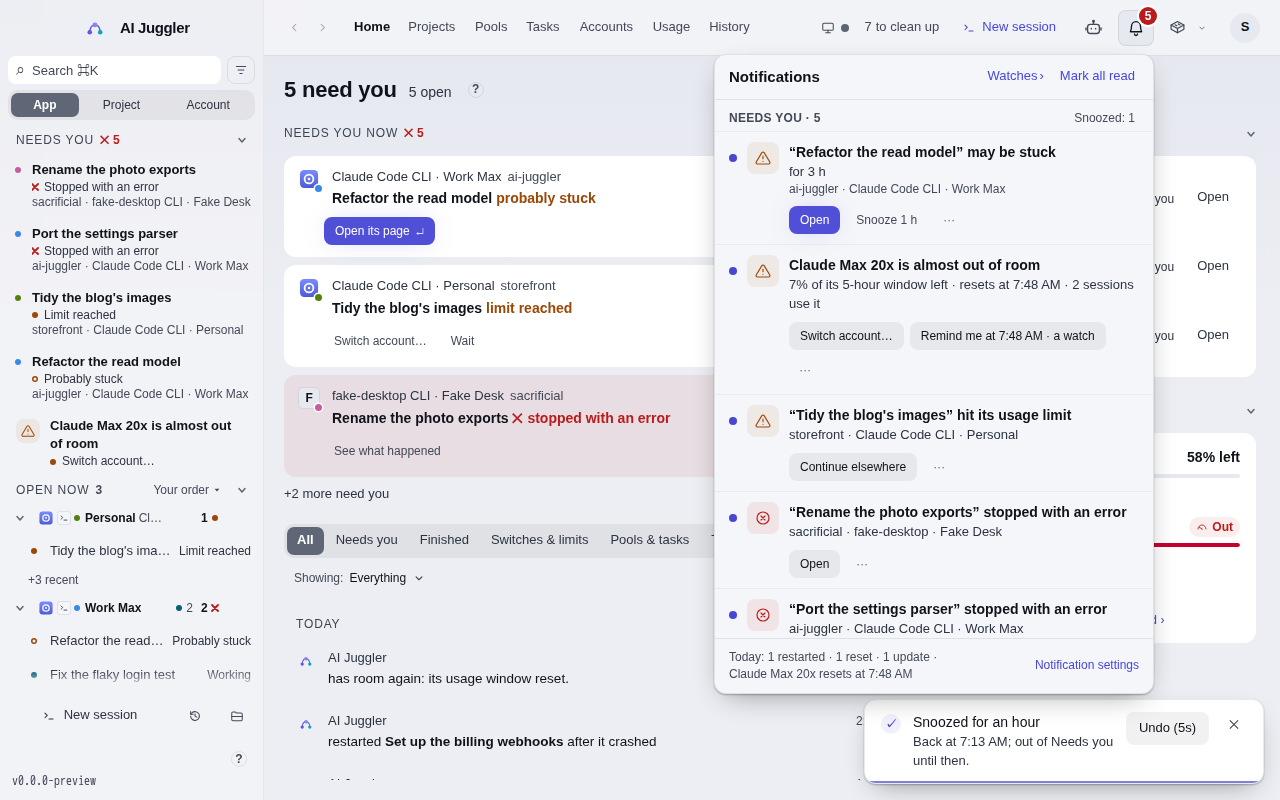 AI Juggler
Search ⌘K
App Project Account
NEEDS YOU 5
Rename the photo exports
Stopped with an error
sacrificial · fake-desktop CLI · Fake Desk
Port the settings parser
Stopped with an error
ai-juggler · Claude Code CLI · Work Max
Tidy the blog's images
Limit reached
storefront · Claude Code CLI · Personal
Refactor the read model
Probably stuck
ai-juggler · Claude Code CLI · Work Max
Claude Max 20x is almost out
of room
Switch account…
OPEN NOW 3 Your order
Personal Cl… 1
Tidy the blog's ima… Limit reached
+3 recent
Work Max 2 2
Refactor the read… Probably stuck
Fix the flaky login test Working
New session
?
v0.0.0-preview
Home Projects Pools Tasks Accounts Usage History
7 to clean up New session 5 S
5 need you 5 open ?
NEEDS YOU NOW 5
Claude Code CLI · Work Max ai-juggler
Refactor the read model probably stuck
Open its page
Claude Code CLI · Personal storefront
Tidy the blog's images limit reached
Switch account… Wait
F fake-desktop CLI · Fake Desk sacrificial
Rename the photo exports stopped with an error
See what happened
+2 more need you
All Needs you Finished Switches & limits Pools & tasks
Showing: Everything
TODAY
AI Juggler
has room again: its usage window reset.
AI Juggler 2
restarted Set up the billing webhooks after it crashed
Notifications Watches › Mark all read
NEEDS YOU · 5 Snoozed: 1
“Refactor the read model” may be stuck
for 3 h
ai-juggler · Claude Code CLI · Work Max
Open Snooze 1 h ···
Claude Max 20x is almost out of room
7% of its 5-hour window left · resets at 7:48 AM · 2 sessions
use it
Switch account… Remind me at 7:48 AM · a watch
···
“Tidy the blog's images” hit its usage limit
storefront · Claude Code CLI · Personal
Continue elsewhere ···
“Rename the photo exports” stopped with an error
sacrificial · fake-desktop · Fake Desk
Open ···
“Port the settings parser” stopped with an error
ai-juggler · Claude Code CLI · Work Max
Today: 1 restarted · 1 reset · 1 update ·
Claude Max 20x resets at 7:48 AM
Notification settings
you Open
you Open
you Open
58% left
Out
›
Snoozed for an hour
Back at 7:13 AM; out of Needs you
until then.
Undo (5s)